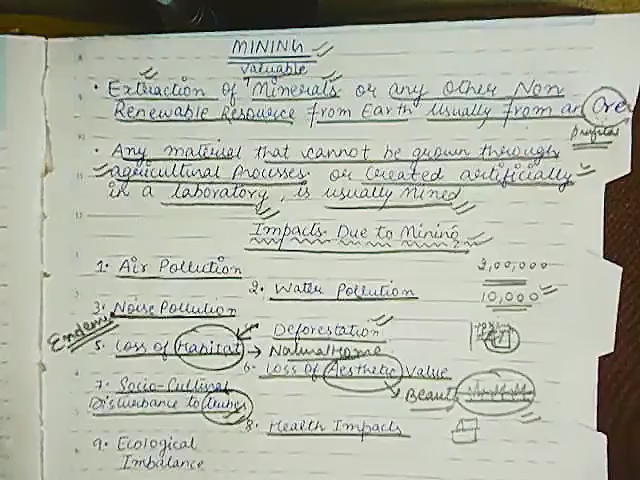 MINING
Valuable
• Extraction of Minerals or any other Non
Renewable Resource from Earth usually from an Ore
• Any material that cannot be grown through
agricultural processes or created artificially
in a laboratory, is usually mined
Impacts Due to Mining
1. Air Pollution
2. Water Pollution
2,00,000
10,000
3. Noise Pollution
Endemic
Deforestation
5. Loss of Habitat → Natural Home
6. Loss of Aesthetic Value
7. Socio-Cultural
Disturbance to tribes
Beauty
8. Health Impacts
9. Ecological
Imbalance